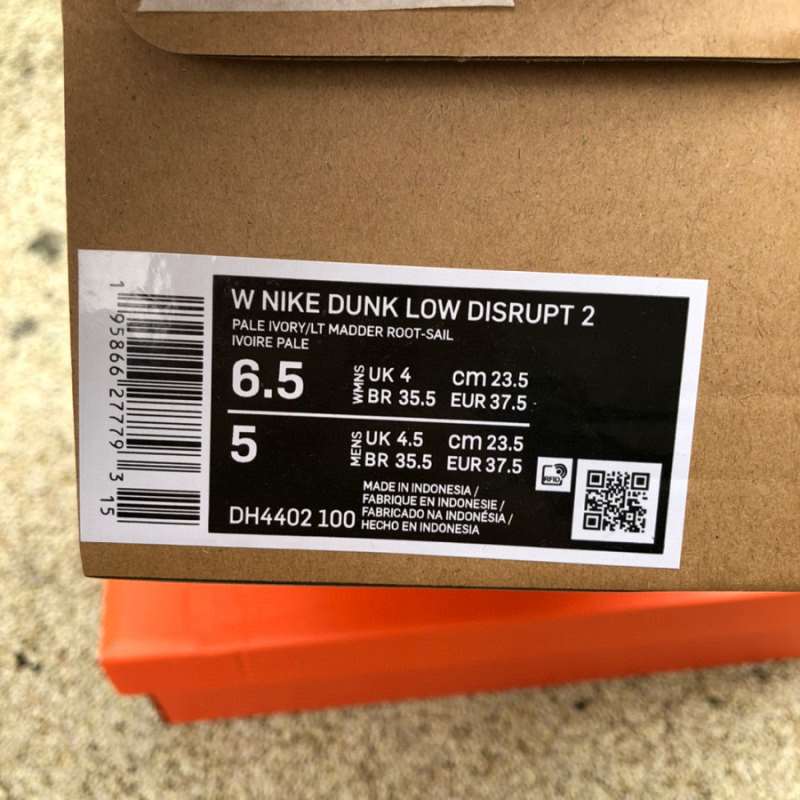 W NIKE DUNK LOW DISRUPT 2
PALE IVORY/LT MADDER ROOT-SAIL
IVOIRE PALE
6.5 WMNS UK 4 cm 23.5
BR 35.5 EUR 37.5
5 MENS UK 4.5 cm 23.5
BR 35.5 EUR 37.5
MADE IN INDONESIA /
FABRIQUE EN INDONESIE /
FABRICADO NA INDONÉSIA /
HECHO EN INDONESIA
DH4402 100
RFID
1 95866 27779 3 15